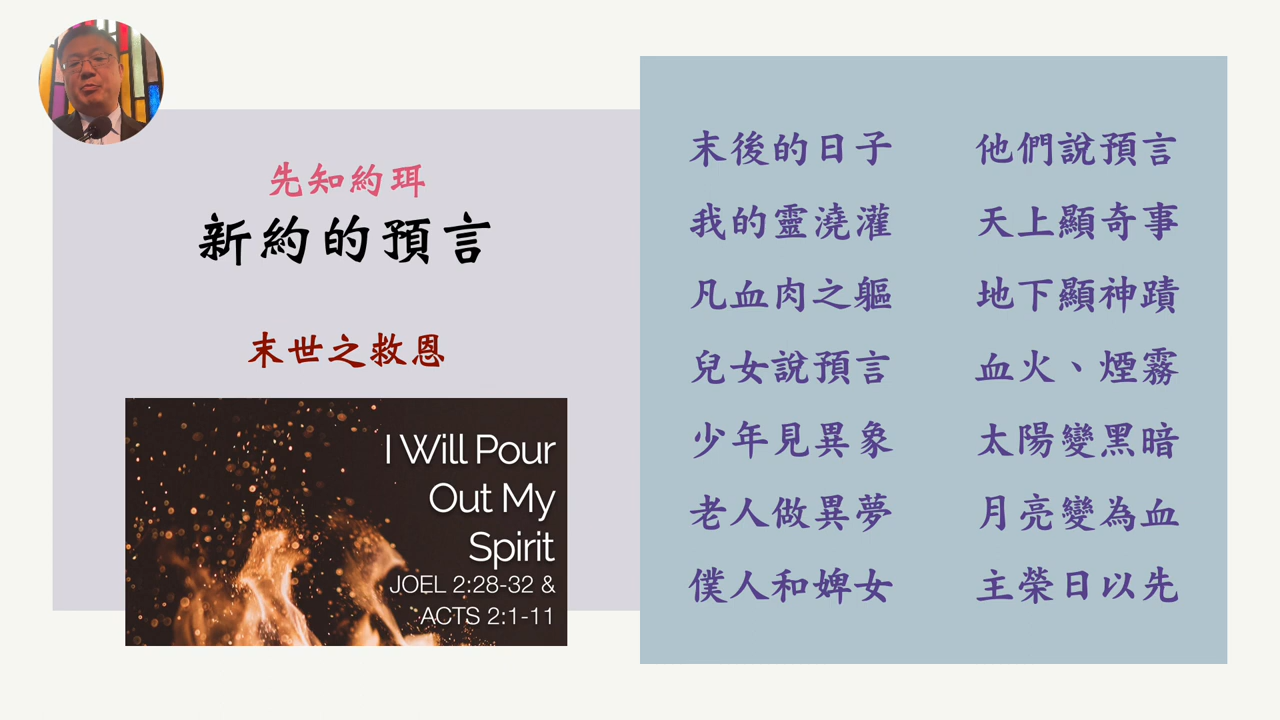 先知約珥
新約的預言
末世之救恩
I Will Pour
Out My
Spirit
JOEL 2:28-32 &
ACTS 2:1-11
末後的日子
我的靈澆灌
凡血肉之軀
兒女說預言
少年見異象
老人做異夢
僕人和婢女
他們說預言
天上顯奇事
地下顯神蹟
血火、煙霧
太陽變黑暗
月亮變為血
主榮日以先